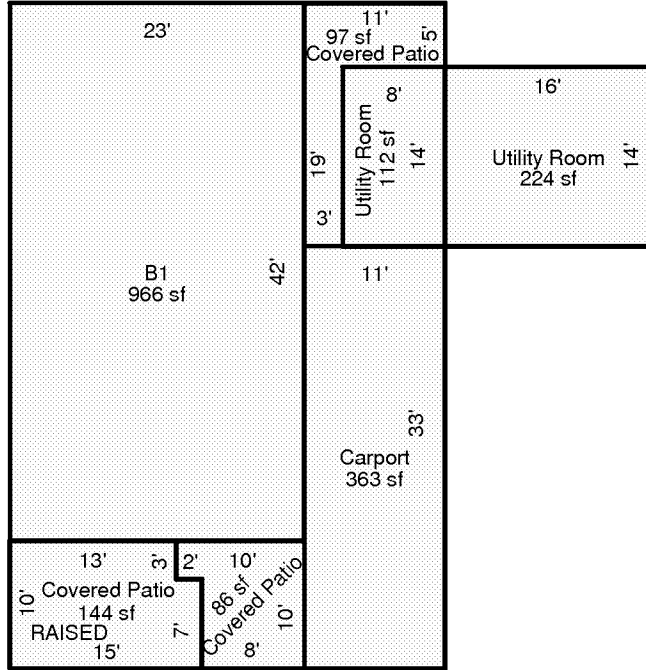 23'
11'
97 sf
5'
Covered Patio
8'
16'
Utility Room
112 sf
14'
19'
3'
Utility Room
224 sf
14'
B1
966 sf
42'
11'
33'
Carport
363 sf
13'
3'
2'
10'
Covered Patio
144 sf
RAISED
10'
15'
7'
86 sf
Covered Patio
10'
8'